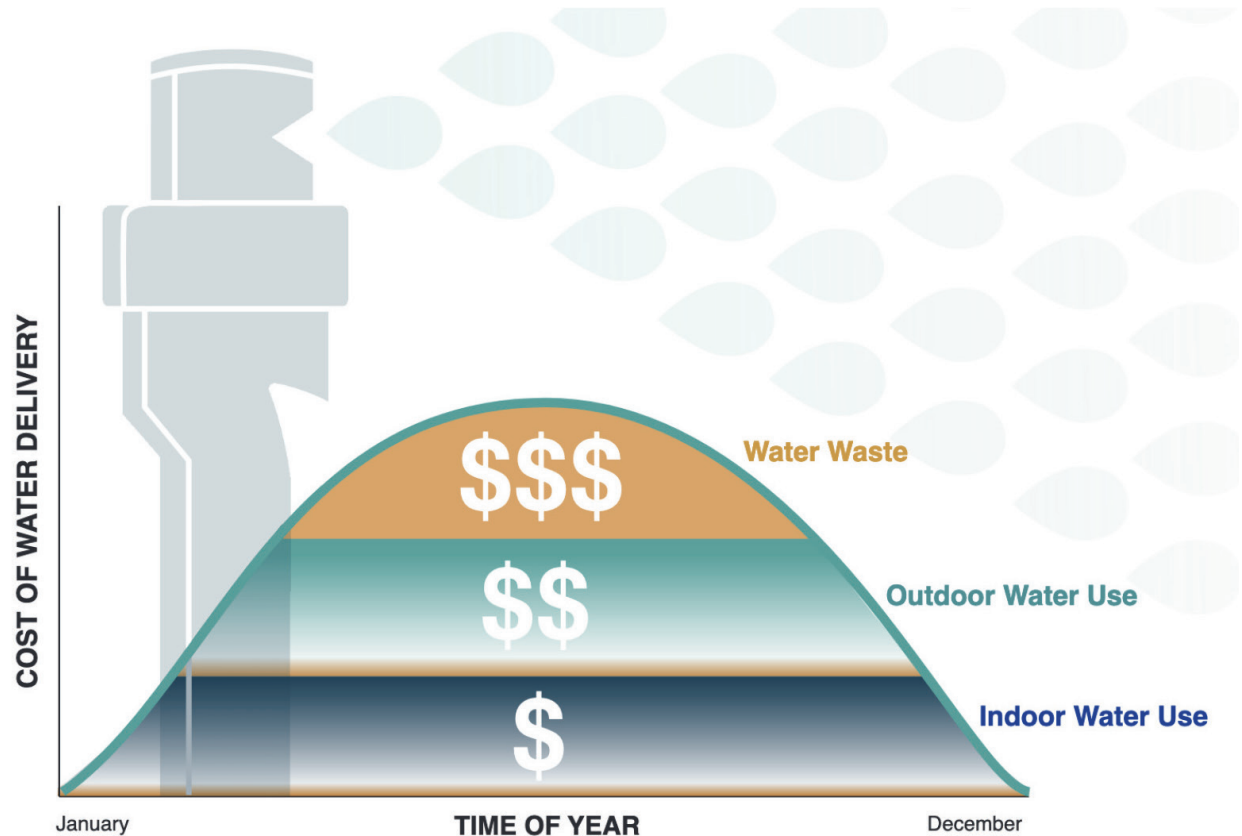 COST OF WATER DELIVERY
$$$
Water Waste
$$
Outdoor Water Use
$
Indoor Water Use
January
TIME OF YEAR
December